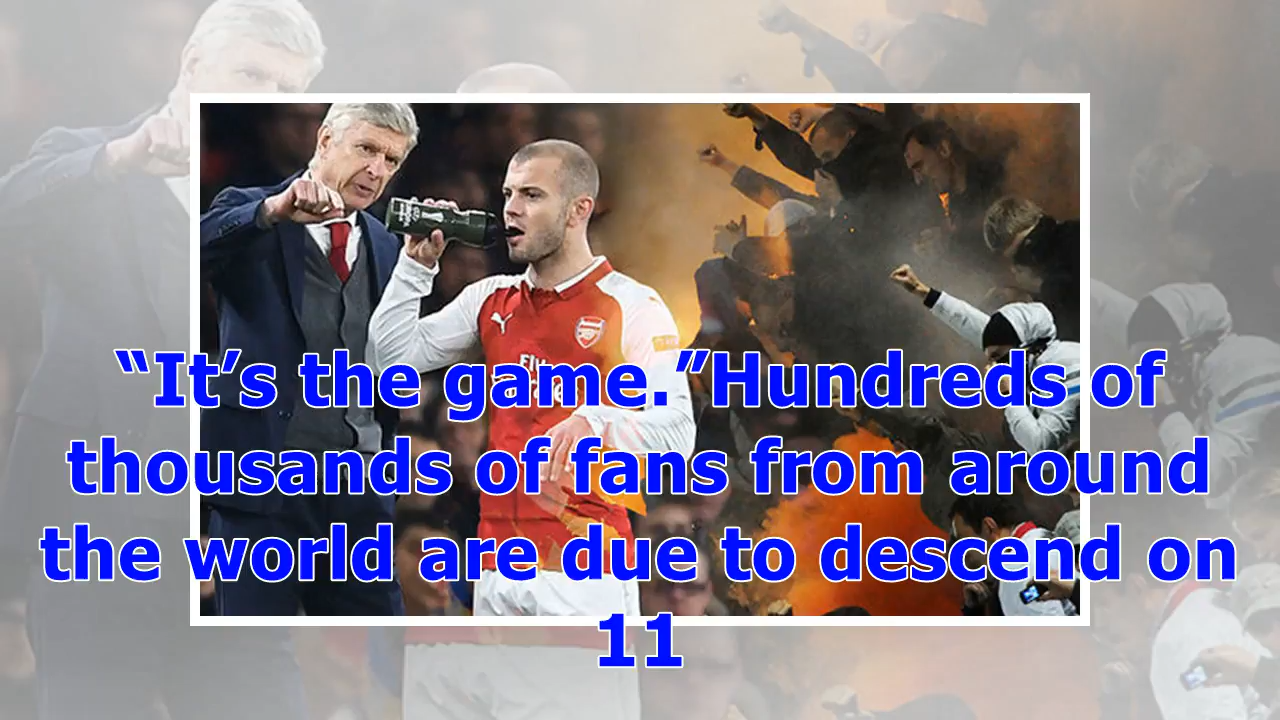 “It’s the game.”Hundreds of
thousands of fans from around
the world are due to descend on
11